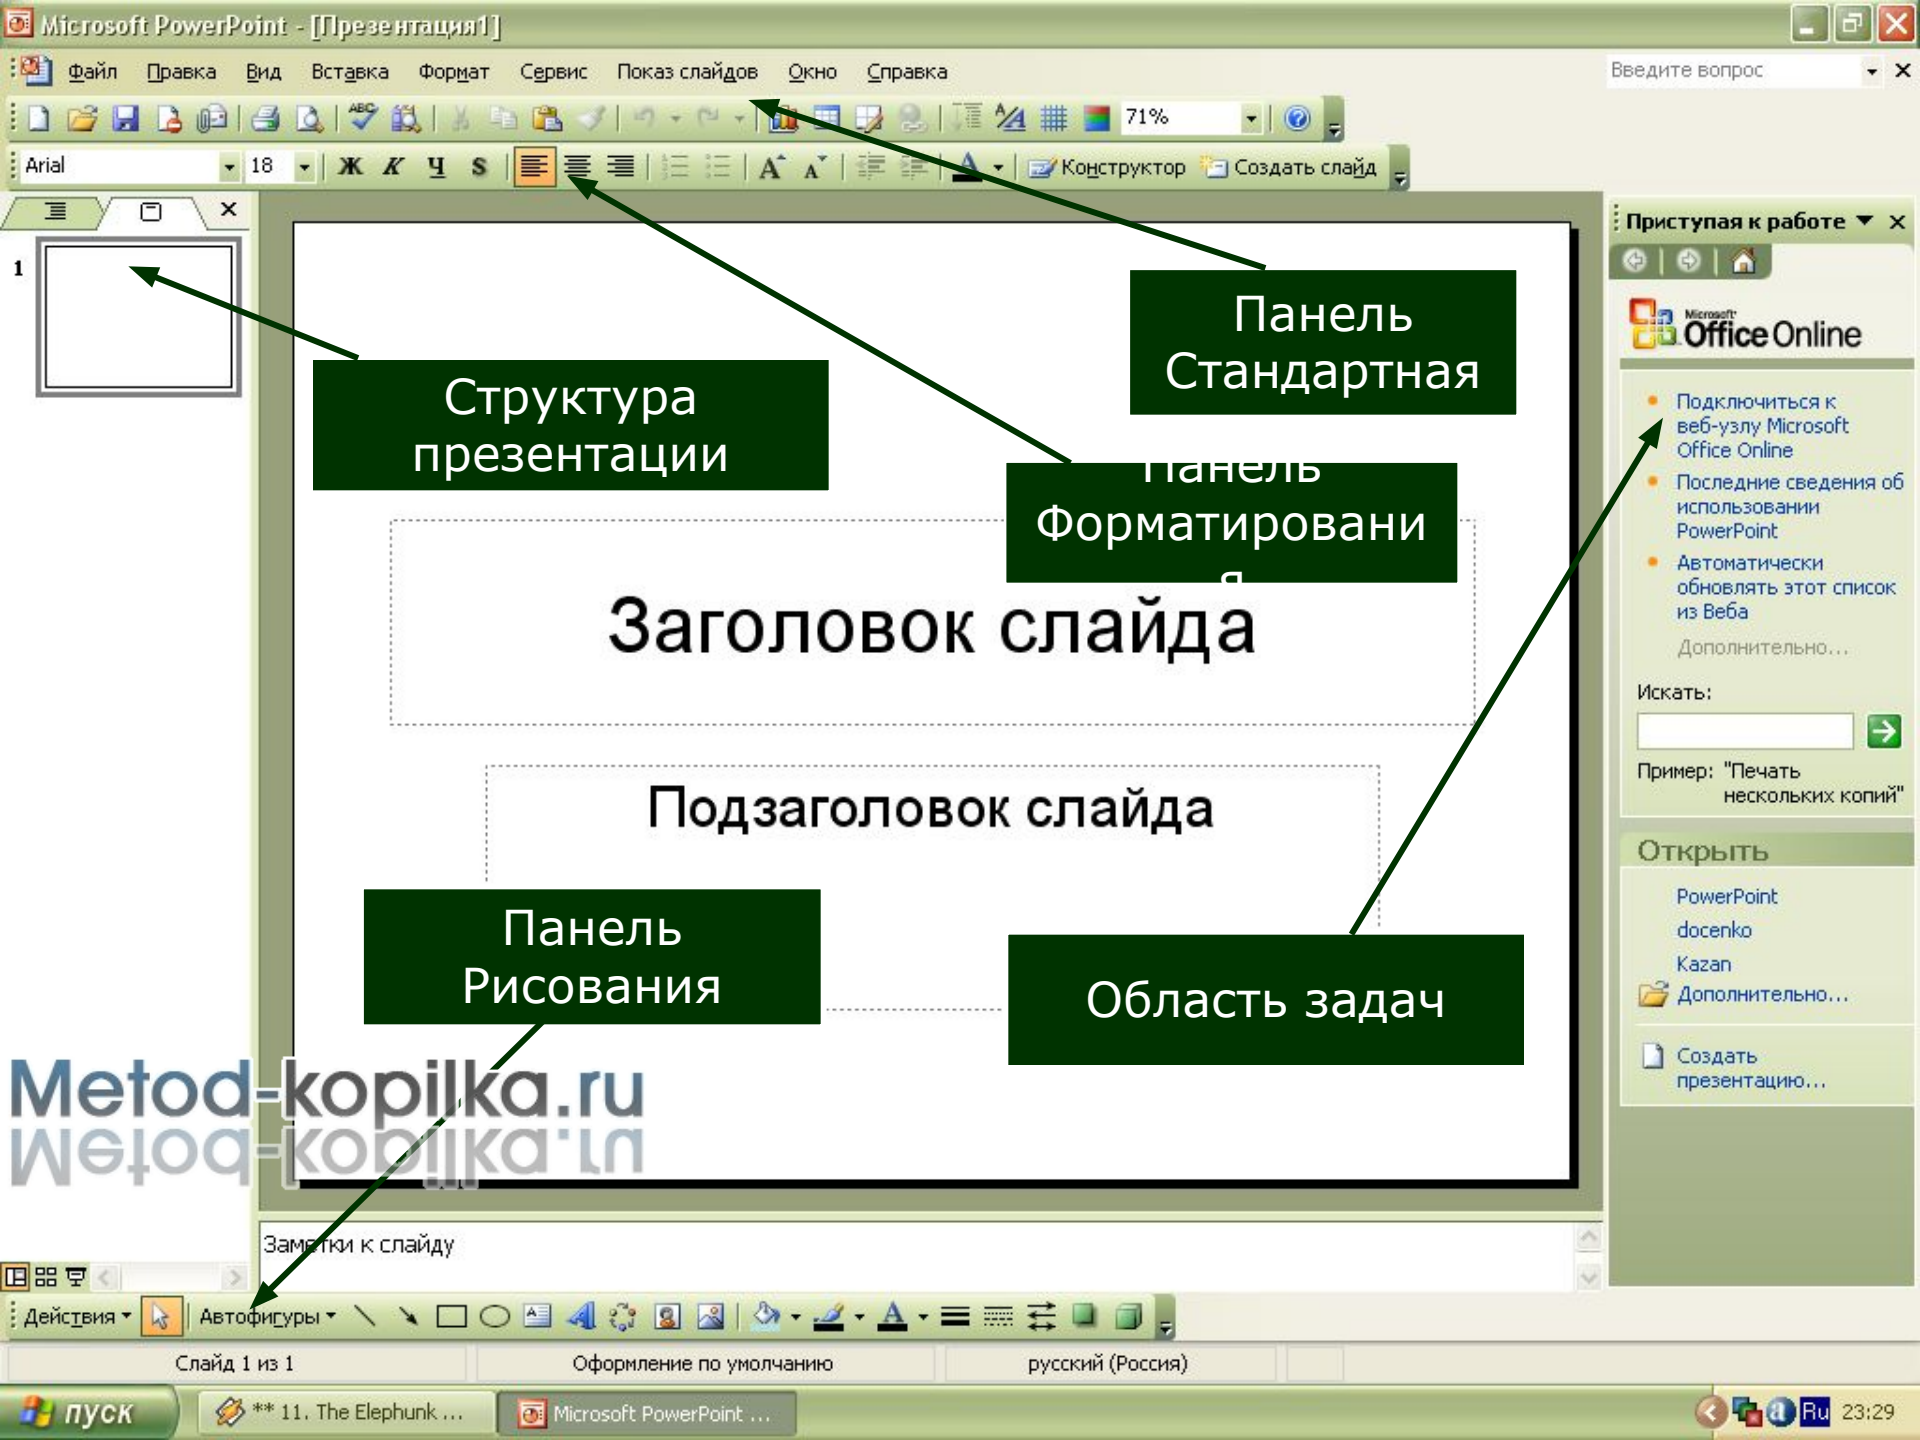 Microsoft PowerPoint - [Презентация1]
Файл Правка Вид Вставка Формат Сервис Показ слайдов Окно Справка
Введите вопрос
ABC
71%
Arial
18
Ж К Ч S
Конструктор
Создать слайд
1
Приступая к работе
Microsoft
Office Online
Подключиться к
веб-узлу Microsoft
Office Online
Последние сведения об
использовании
PowerPoint
Автоматически
обновлять этот список
из Веба
Дополнительно...
Искать:
Пример: "Печать
нескольких копий"
Открыть
PowerPoint
docenko
Kazan
Дополнительно...
Создать
презентацию...
Панель
Стандартная
Структура
презентации
Панель
Форматировани
я
Заголовок слайда
Подзаголовок слайда
Панель
Рисования
Область задач
Metod-kopilka.ru
Заметки к слайду
Действия Автофигуры
Слайд 1 из 1
Оформление по умолчанию
русский (Россия)
пуск
** 11. The Elephunk ...
Microsoft PowerPoint ...
Ru
23:29